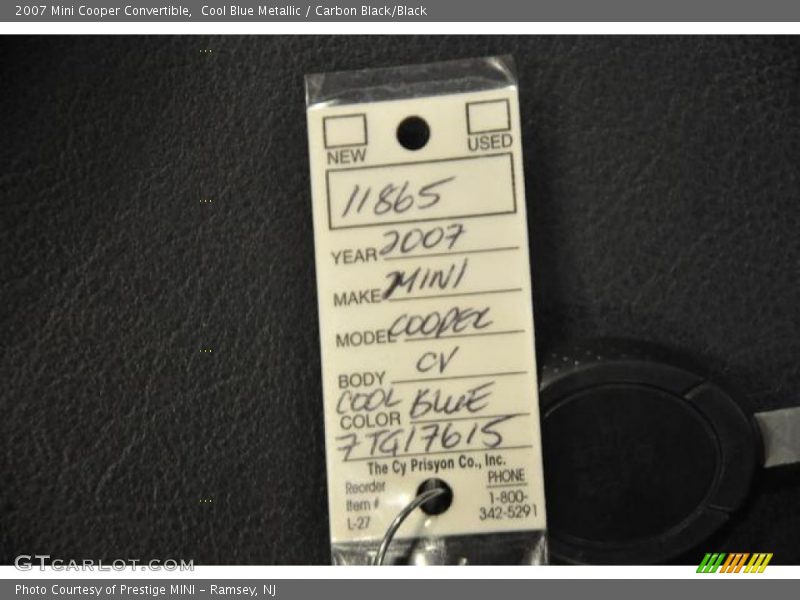 2007 Mini Cooper Convertible, Cool Blue Metallic / Carbon Black/Black
NEW USED
11865
YEAR 2007
MAKE MINI
MODEL COOPER
BODY CV
COOL BLUE
COLOR
7TG17615
The Cy Prisyon Co., Inc.
Reorder
Item #
L-27
PHONE
1-800-
342-5291
GTCARLOT.COM
Photo Courtesy of Prestige MINI - Ramsey, NJ